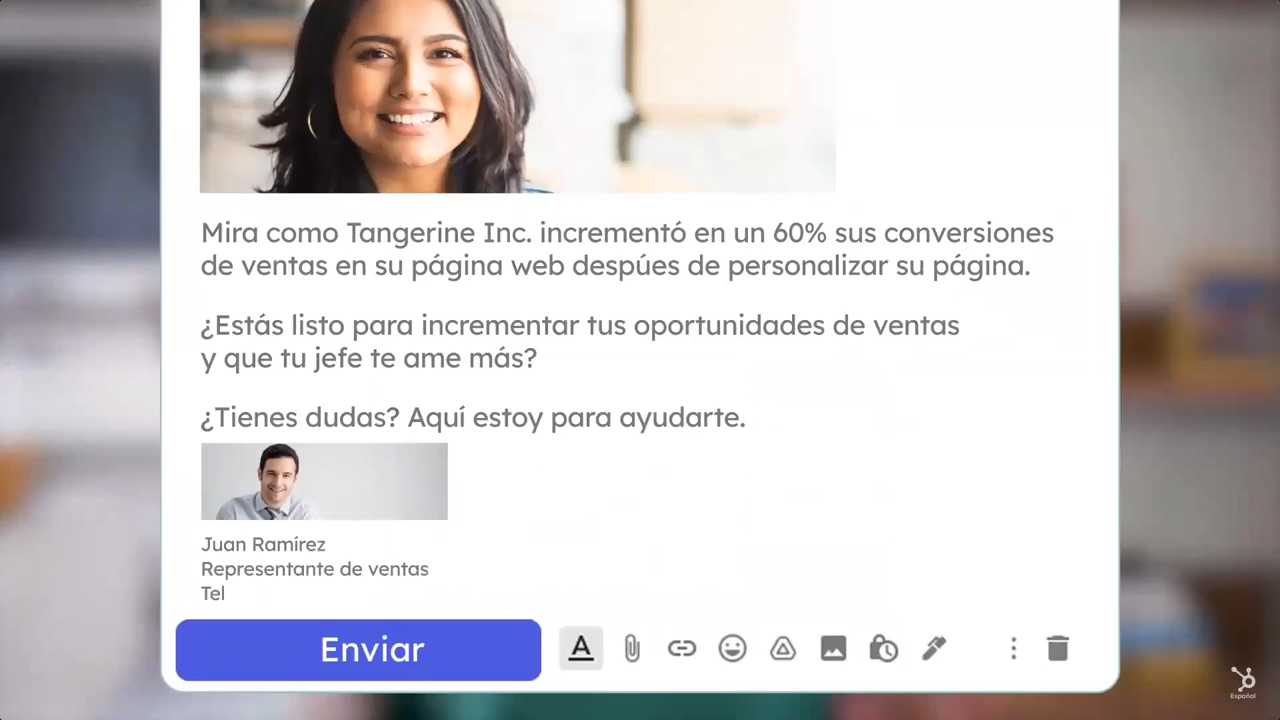 Mira como Tangerine Inc. incrementó en un 60% sus conversiones
de ventas en su página web despúes de personalizar su página.
¿Estás listo para incrementar tus oportunidades de ventas
y que tu jefe te ame más?
¿Tienes dudas? Aquí estoy para ayudarte.
Juan Ramírez
Representante de ventas
Tel
Enviar
A
Español